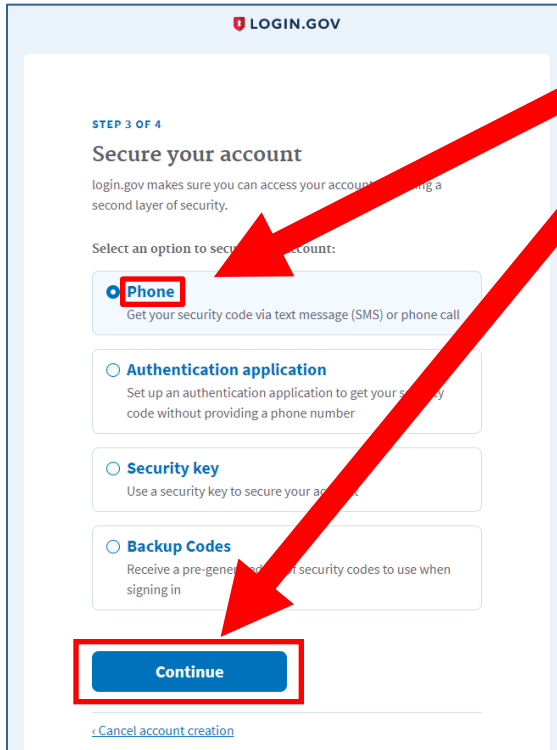 LOGIN.GOV
STEP 3 OF 4
Secure your account
login.gov makes sure you can access your account a
second layer of security.
Select an option to
Phone
Get your security code via text message (SMS) or phone call
Authentication application
Set up an authentication application to get your
code without providing a phone number
Security key
Use a security key to secure your
Backup Codes
Receive a of security codes to use when
signing in
Continue
‹ Cancel account creation